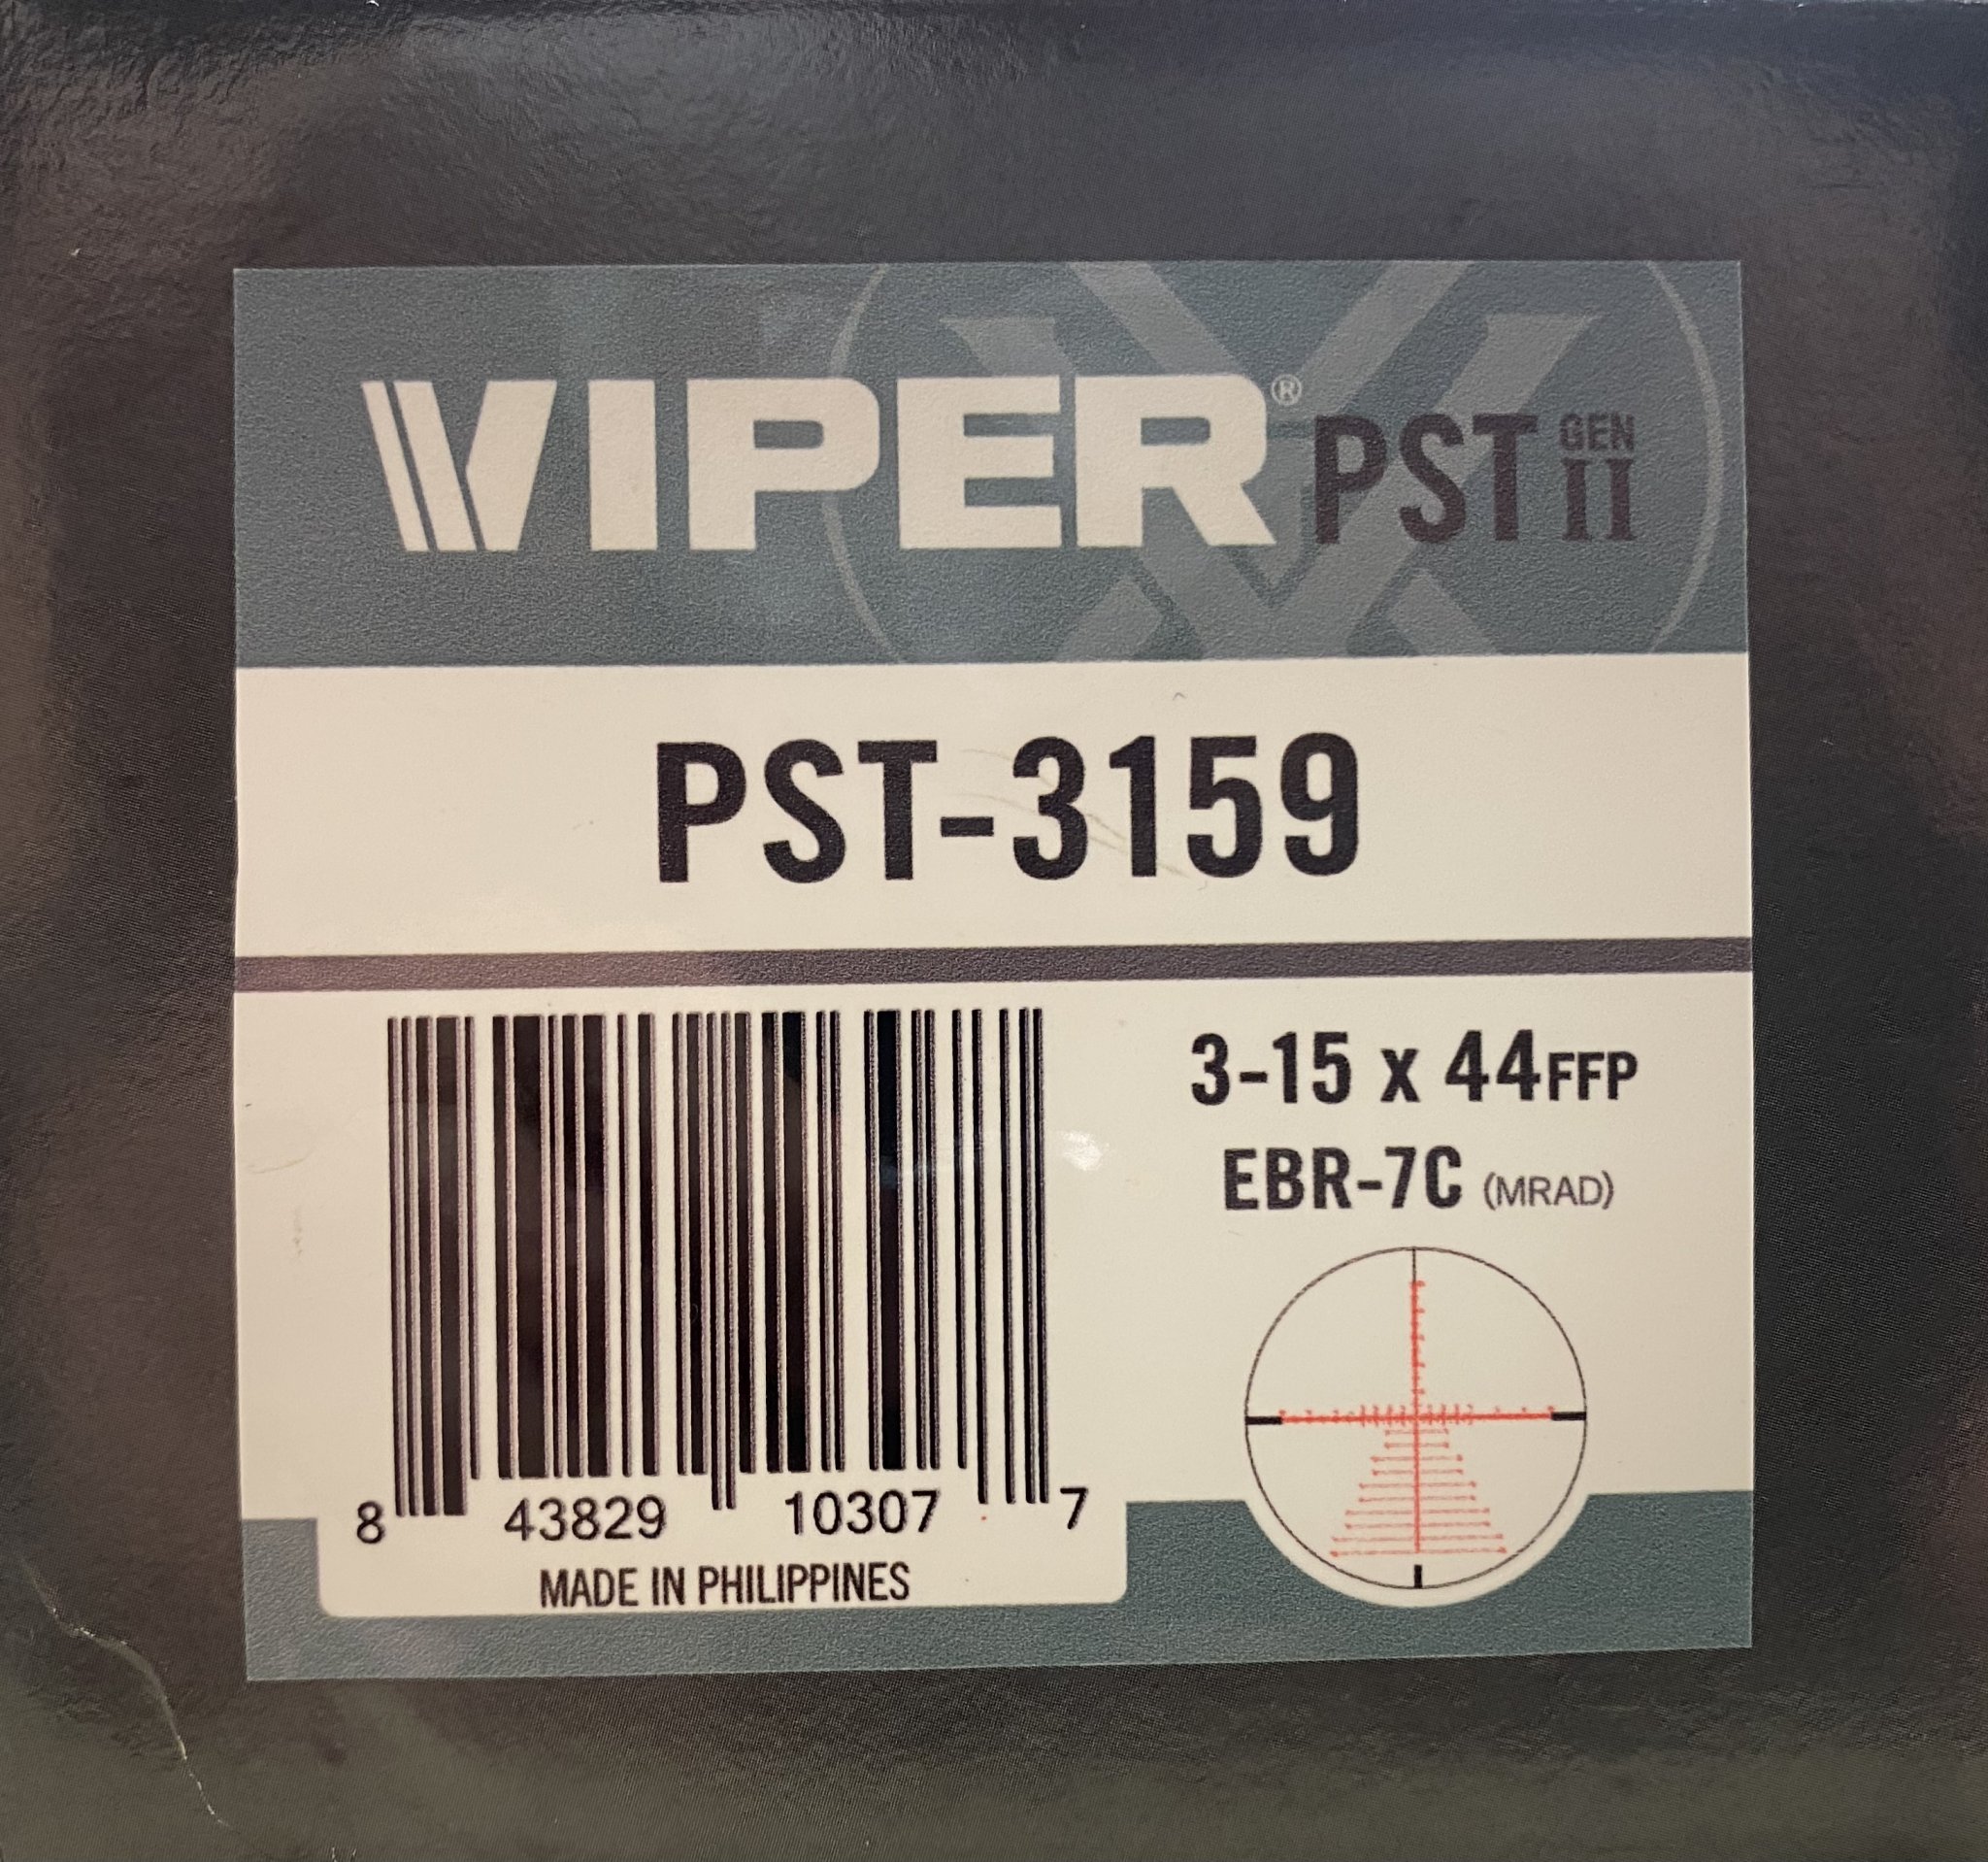 VIPER® PST GEN II
PST-3159
3-15 x 44FFP
EBR-7C (MRAD)
8 43829 10307 7
MADE IN PHILIPPINES